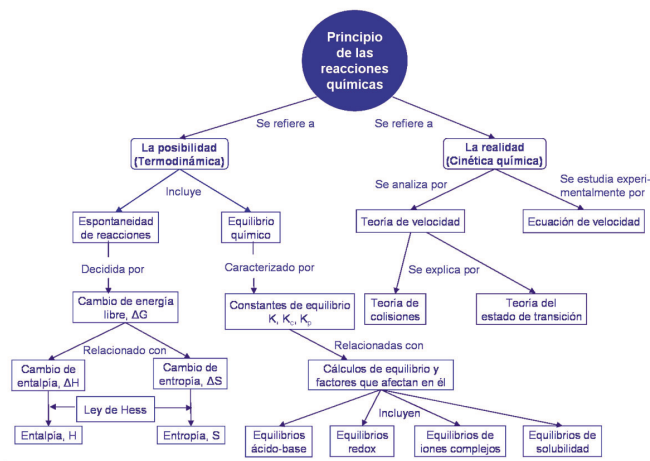 Principio
de las
reacciones
químicas
Se refiere a
Se refiere a
La posibilidad
(Termodinámica)
La realidad
(Cinética química)
Incluye
Se analiza por
Se estudia experi-
mentalmente por
Espontaneidad
de reacciones
Equilibrio
químico
Teoría de velocidad
Ecuación de velocidad
Decidida por
Caracterizado por
Se explica por
Cambio de energía
libre, ΔG
Constantes de equilibrio
K, Kc, Kp
Teoría de
colisiones
Teoría del
estado de transición
Relacionado con
Relacionadas con
Cambio de
entalpía, ΔH
Cambio de
entropía, ΔS
Cálculos de equilibrio y
factores que afectan en él
Ley de Hess
Incluyen
Entalpía, H
Entropía, S
Equilibrios
ácido-base
Equilibrios
redox
Equilibrios de
iones complejos
Equilibrios
de solubilidad